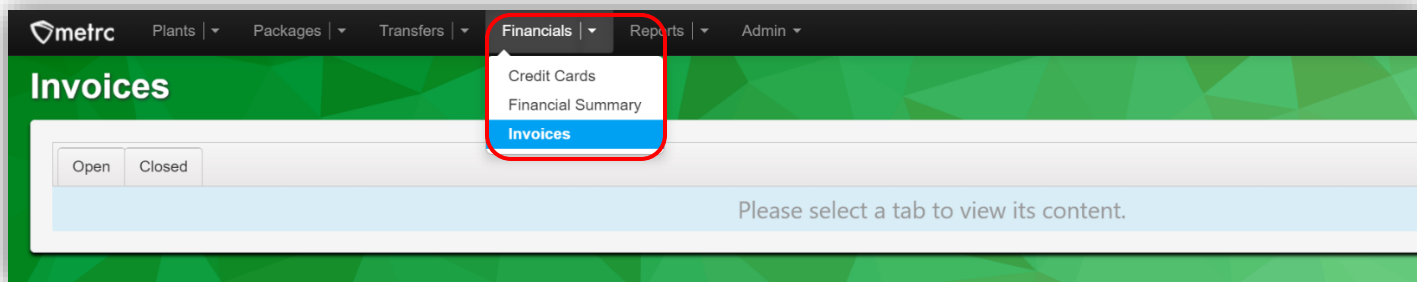 metrc Plants Packages Transfers Financials Reports Admin
Invoices
Credit Cards
Financial Summary
Invoices
Open Closed
Please select a tab to view its content.